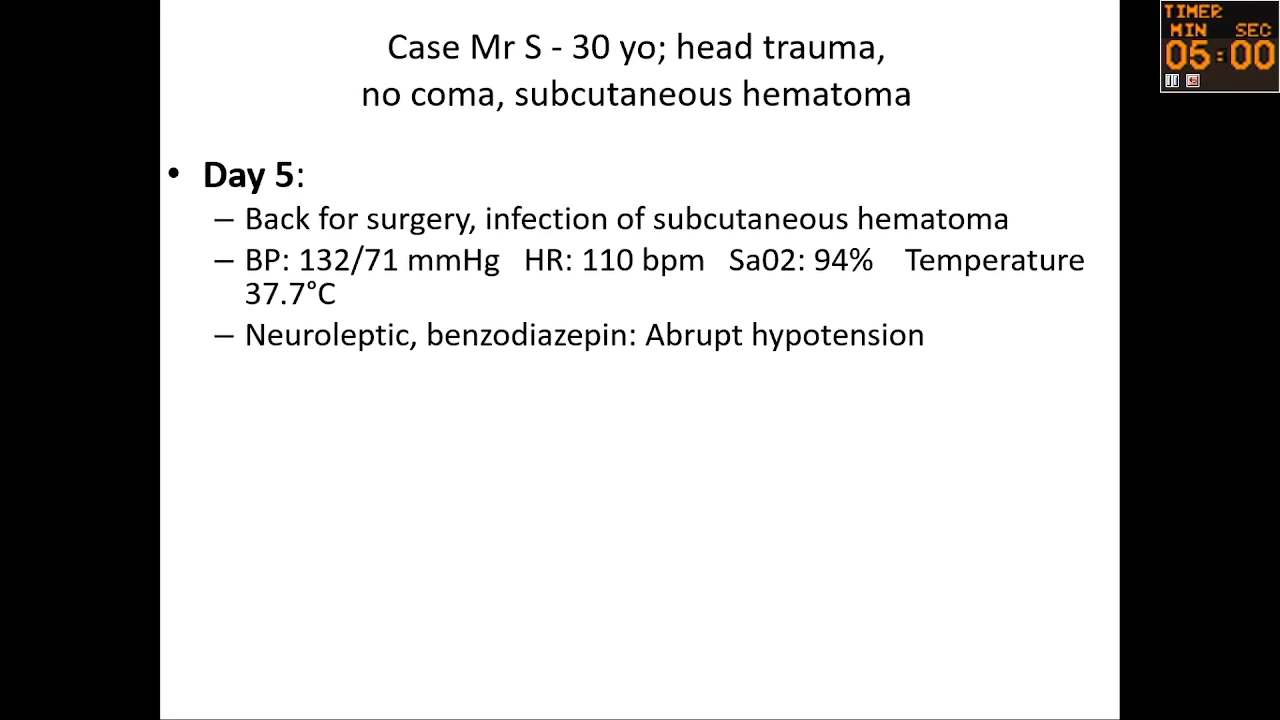 Case Mr S - 30 yo; head trauma,
no coma, subcutaneous hematoma
• Day 5:
– Back for surgery, infection of subcutaneous hematoma
– BP: 132/71 mmHg HR: 110 bpm Sa02: 94% Temperature
37.7°C
– Neuroleptic, benzodiazepin: Abrupt hypotension
TIMER
MIN SEC
05:00